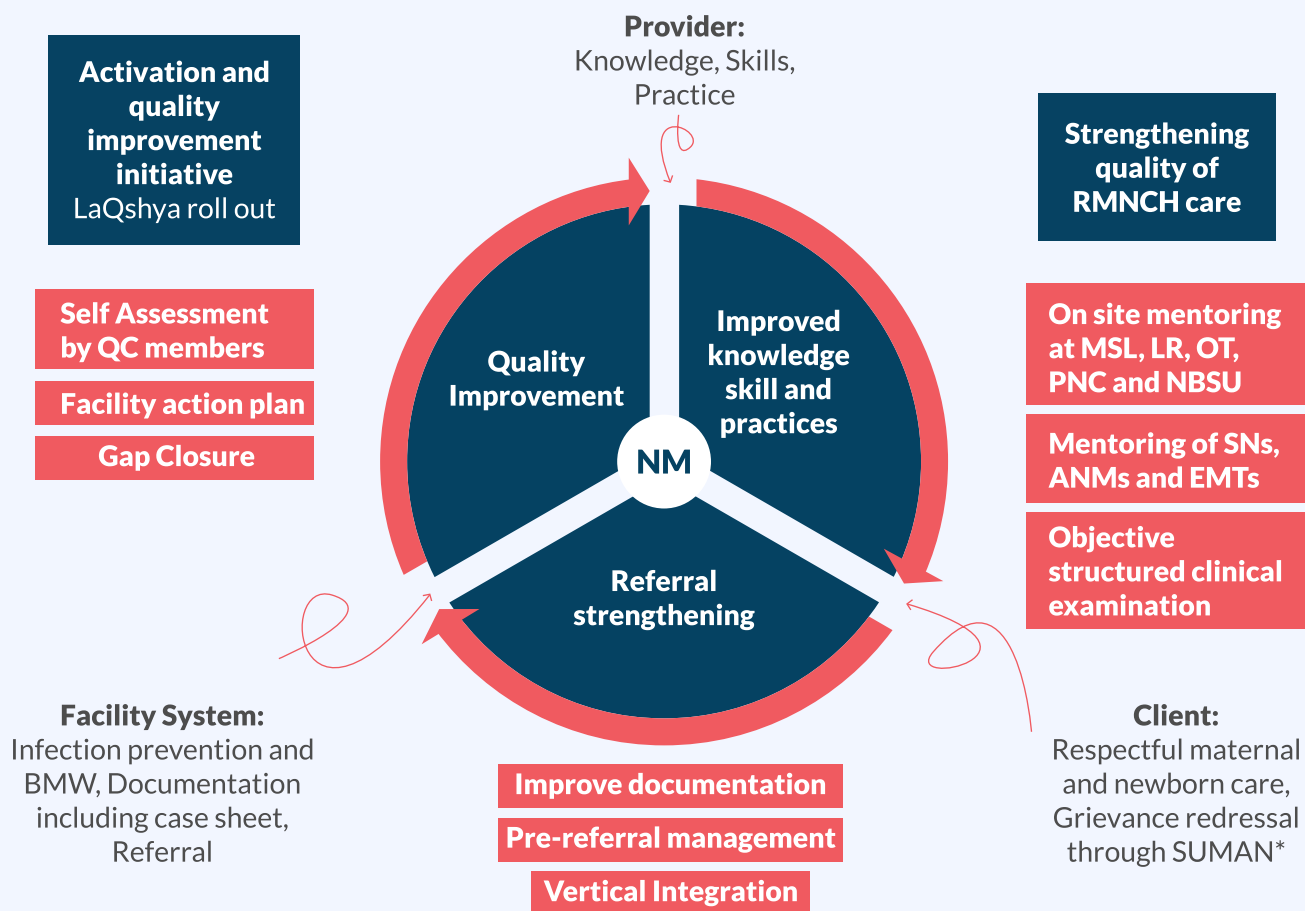 Provider:
Knowledge, Skills,
Practice
Activation and
quality
improvement
initiative
LaQshya roll out
Self Assessment
by QC members
Facility action plan
Gap Closure
Quality
Improvement
Improved
knowledge
skill and
practices
NM
Referral
strengthening
Strengthening
quality of
RMNCH care
On site mentoring
at MSL, LR, OT,
PNC and NBSU
Mentoring of SNs,
ANMs and EMTs
Objective
structured clinical
examination
Facility System:
Infection prevention and
BMW, Documentation
including case sheet,
Referral
Improve documentation
Pre-referral management
Vertical Integration
Client:
Respectful maternal
and newborn care,
Grievance redressal
through SUMAN*